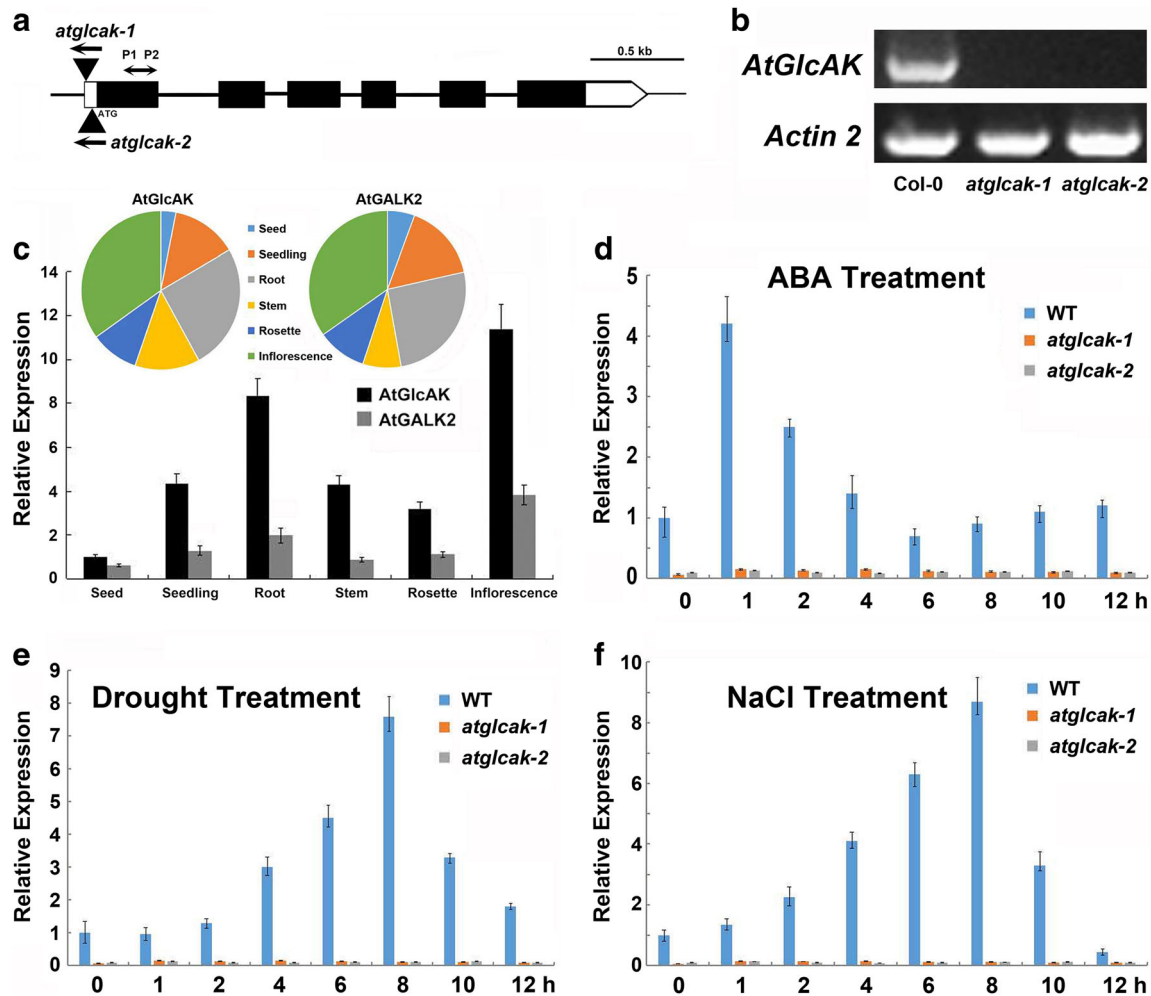 a
atglcak-1
P1 P2
0.5 kb
ATG
atglcak-2
b
AtGlcAK
Actin 2
Col-0 atglcak-1 atglcak-2
c
AtGlcAK
AtGALK2
Seed
Seedling
Root
Stem
Rosette
Inflorescence
AtGlcAK
AtGALK2
Relative Expression
14
12
10
8
6
4
2
0
Seed Seedling Root Stem Rosette Inflorescence
d
ABA Treatment
WT
atglcak-1
atglcak-2
Relative Expression
5
4
3
2
1
0
0 1 2 4 6 8 10 12 h
e
Drought Treatment
WT
atglcak-1
atglcak-2
Relative Expression
9
8
7
6
5
4
3
2
1
0
0 1 2 4 6 8 10 12 h
f
NaCl Treatment
WT
atglcak-1
atglcak-2
Relative Expression
10
8
6
4
2
0
0 1 2 4 6 8 10 12 h